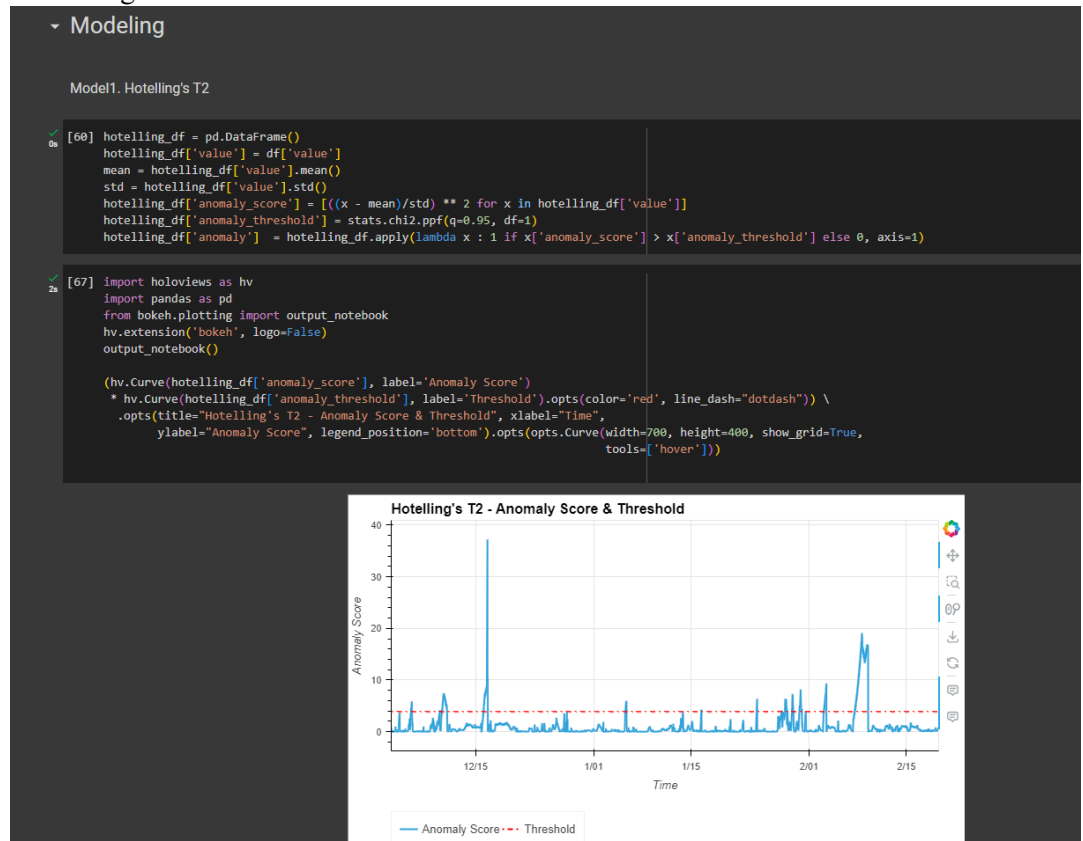 Modeling
Model1. Hotelling's T2
0s [60] hotelling_df = pd.DataFrame()
hotelling_df['value'] = df['value']
mean = hotelling_df['value'].mean()
std = hotelling_df['value'].std()
hotelling_df['anomaly_score'] = [((x - mean)/std) ** 2 for x in hotelling_df['value']]
hotelling_df['anomaly_threshold'] = stats.chi2.ppf(q=0.95, df=1)
hotelling_df['anomaly']  = hotelling_df.apply(lambda x : 1 if x['anomaly_score'] > x['anomaly_threshold'] else 0, axis=1)
2s [67] import holoviews as hv
import pandas as pd
from bokeh.plotting import output_notebook
hv.extension('bokeh', logo=False)
output_notebook()
(hv.Curve(hotelling_df['anomaly_score'], label='Anomaly Score')
* hv.Curve(hotelling_df['anomaly_threshold'], label='Threshold').opts(color='red', line_dash="dotdash")) \
.opts(title="Hotelling's T2 - Anomaly Score & Threshold", xlabel="Time",
ylabel="Anomaly Score", legend_position='bottom').opts(opts.Curve(width=700, height=400, show_grid=True,
tools=['hover']))
Hotelling's T2 - Anomaly Score & Threshold
40
30
20
10
0
Anomaly Score
12/15 1/01 1/15 2/01 2/15
Time
Anomaly Score Threshold